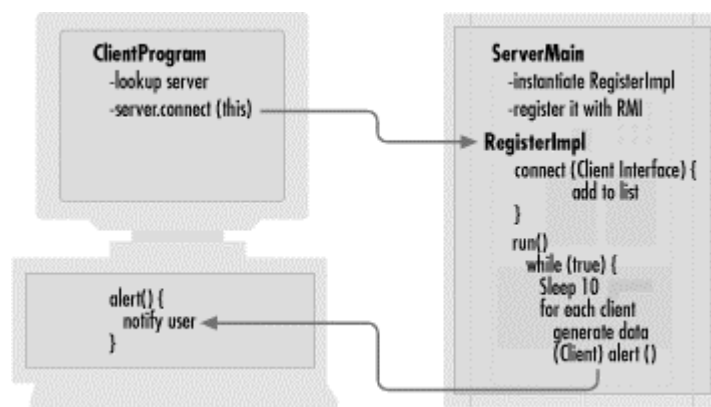 ClientProgram
-lookup server
-server.connect (this)
alert() {
notify user
}
ServerMain
-instantiate RegisterImpl
-register it with RMI
RegisterImpl
connect (Client Interface) {
add to list
}
run()
while (true) {
Sleep 10
for each client
generate data
(Client) alert ()